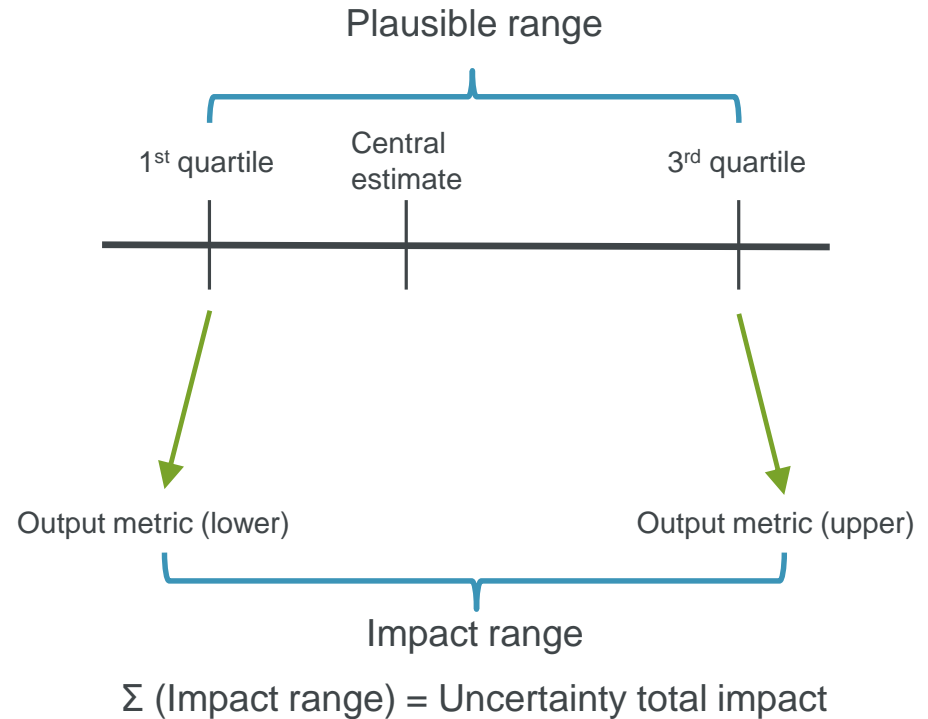 Plausible range
1st quartile
Central
estimate
3rd quartile
Output metric (lower)
Output metric (upper)
Impact range
Σ (Impact range) = Uncertainty total impact